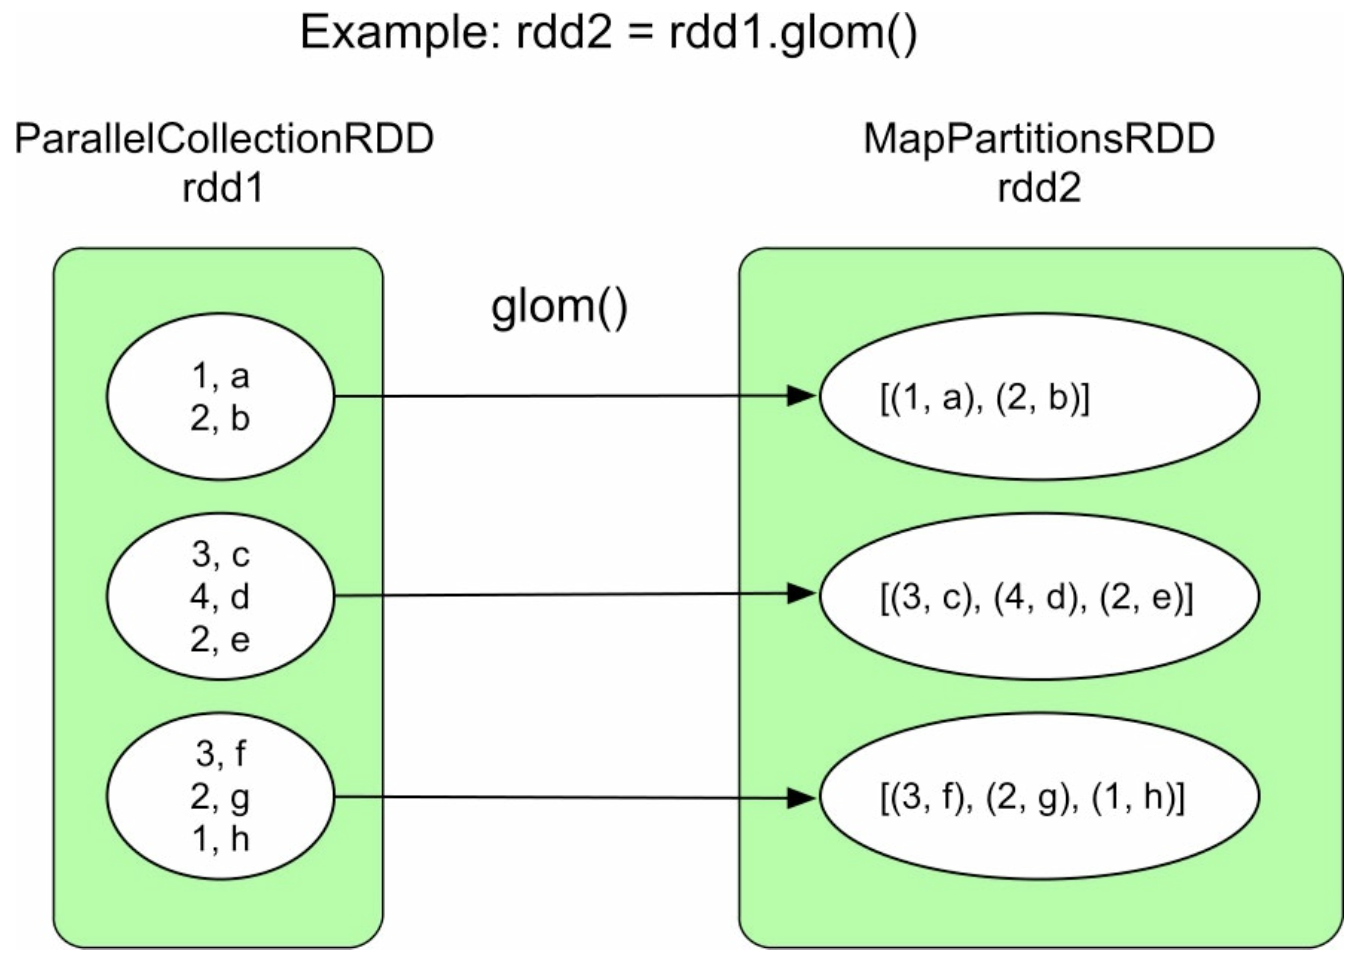 Example: rdd2 = rdd1.glom()
ParallelCollectionRDD
rdd1
MapPartitionsRDD
rdd2
glom()
1, a
2, b
[(1, a), (2, b)]
3, c
4, d
2, e
[(3, c), (4, d), (2, e)]
3, f
2, g
1, h
[(3, f), (2, g), (1, h)]